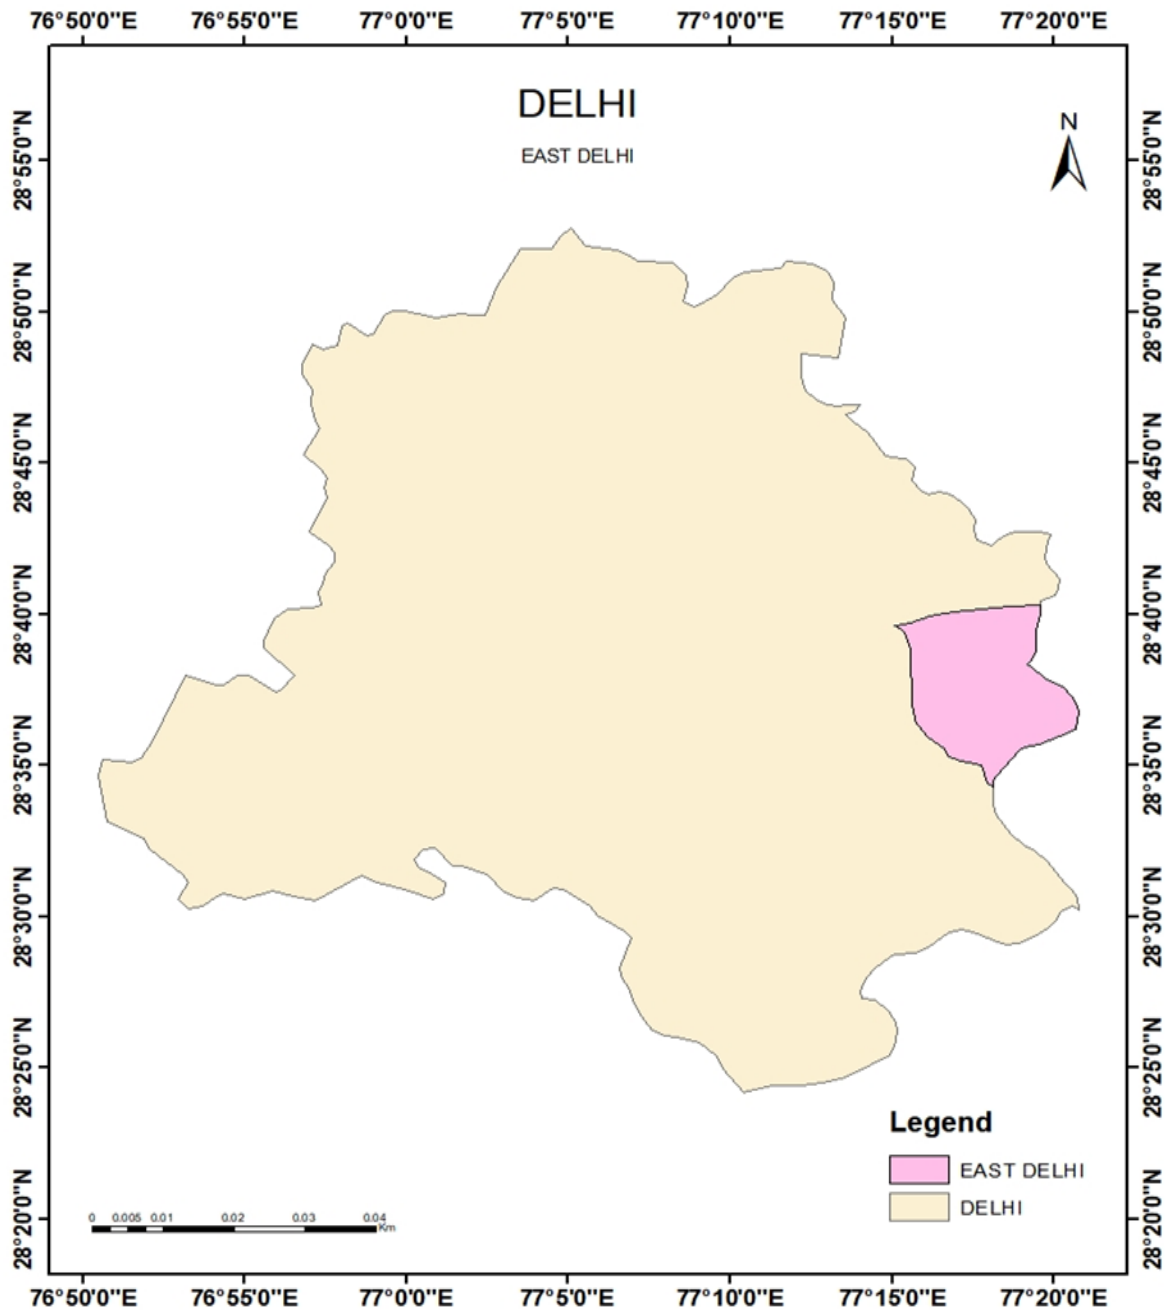 76°50'0"E 76°55'0"E 77°0'0"E 77°5'0"E 77°10'0"E 77°15'0"E 77°20'0"E
DELHI
EAST DELHI
N
28°55'0"N 28°55'0"N
28°50'0"N 28°50'0"N
28°45'0"N 28°45'0"N
28°40'0"N 28°40'0"N
28°35'0"N 28°35'0"N
28°30'0"N 28°30'0"N
28°25'0"N 28°25'0"N
28°20'0"N 28°20'0"N
Legend
EAST DELHI
DELHI
0 0.005 0.01 0.02 0.03 0.04
Km
76°50'0"E 76°55'0"E 77°0'0"E 77°5'0"E 77°10'0"E 77°15'0"E 77°20'0"E